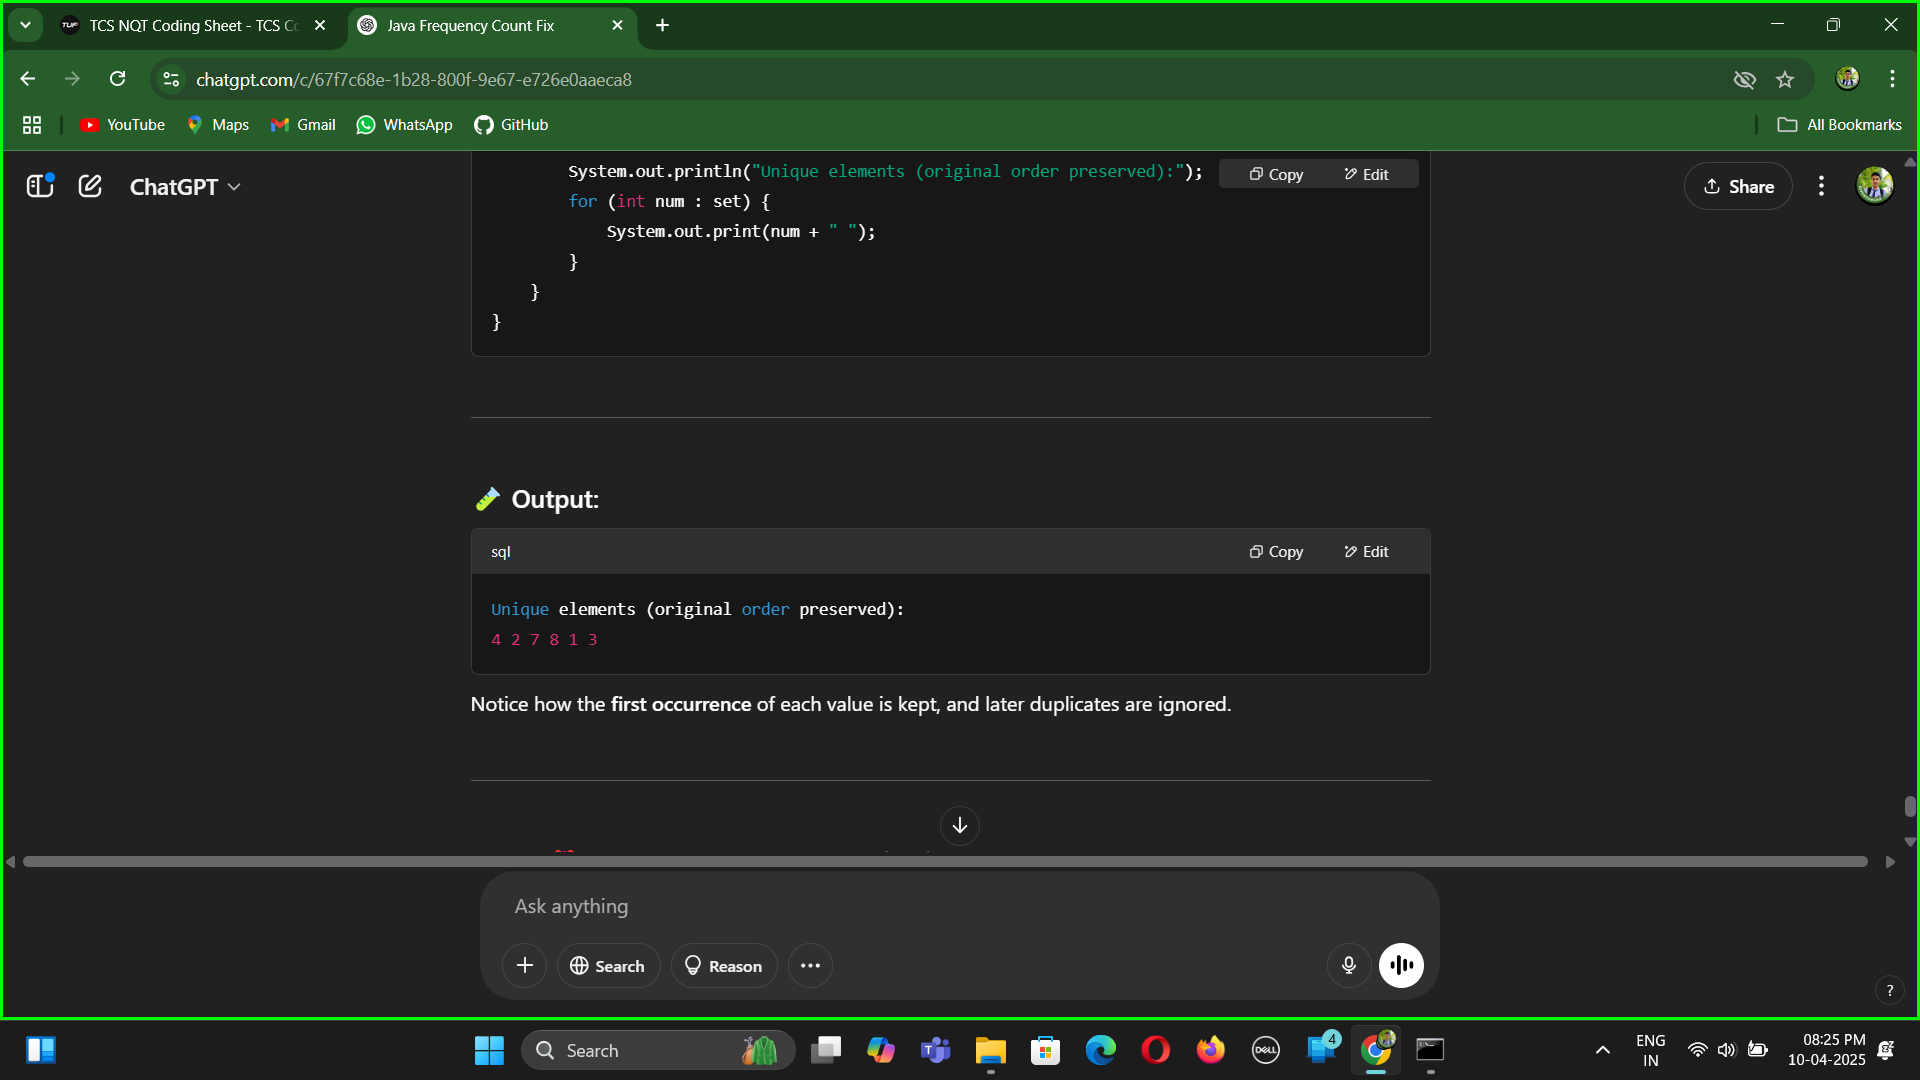 TCS NQT Coding Sheet - TCS Co
Java Frequency Count Fix
chatgpt.com/c/67f7c68e-1b28-800f-9e67-e726e0aaeca8
YouTube
Maps
Gmail
WhatsApp
GitHub
All Bookmarks
ChatGPT
Share
System.out.println("Unique elements (original order preserved):");
Copy
Edit
for (int num : set) {
System.out.print(num + " ");
}
}
}
Output:
sql
Copy
Edit
Unique elements (original order preserved):
4 2 7 8 1 3
Notice how the first occurrence of each value is kept, and later duplicates are ignored.
Ask anything
Search
Reason
?
Search
DELL
4
ENG
IN
08:25 PM
10-04-2025